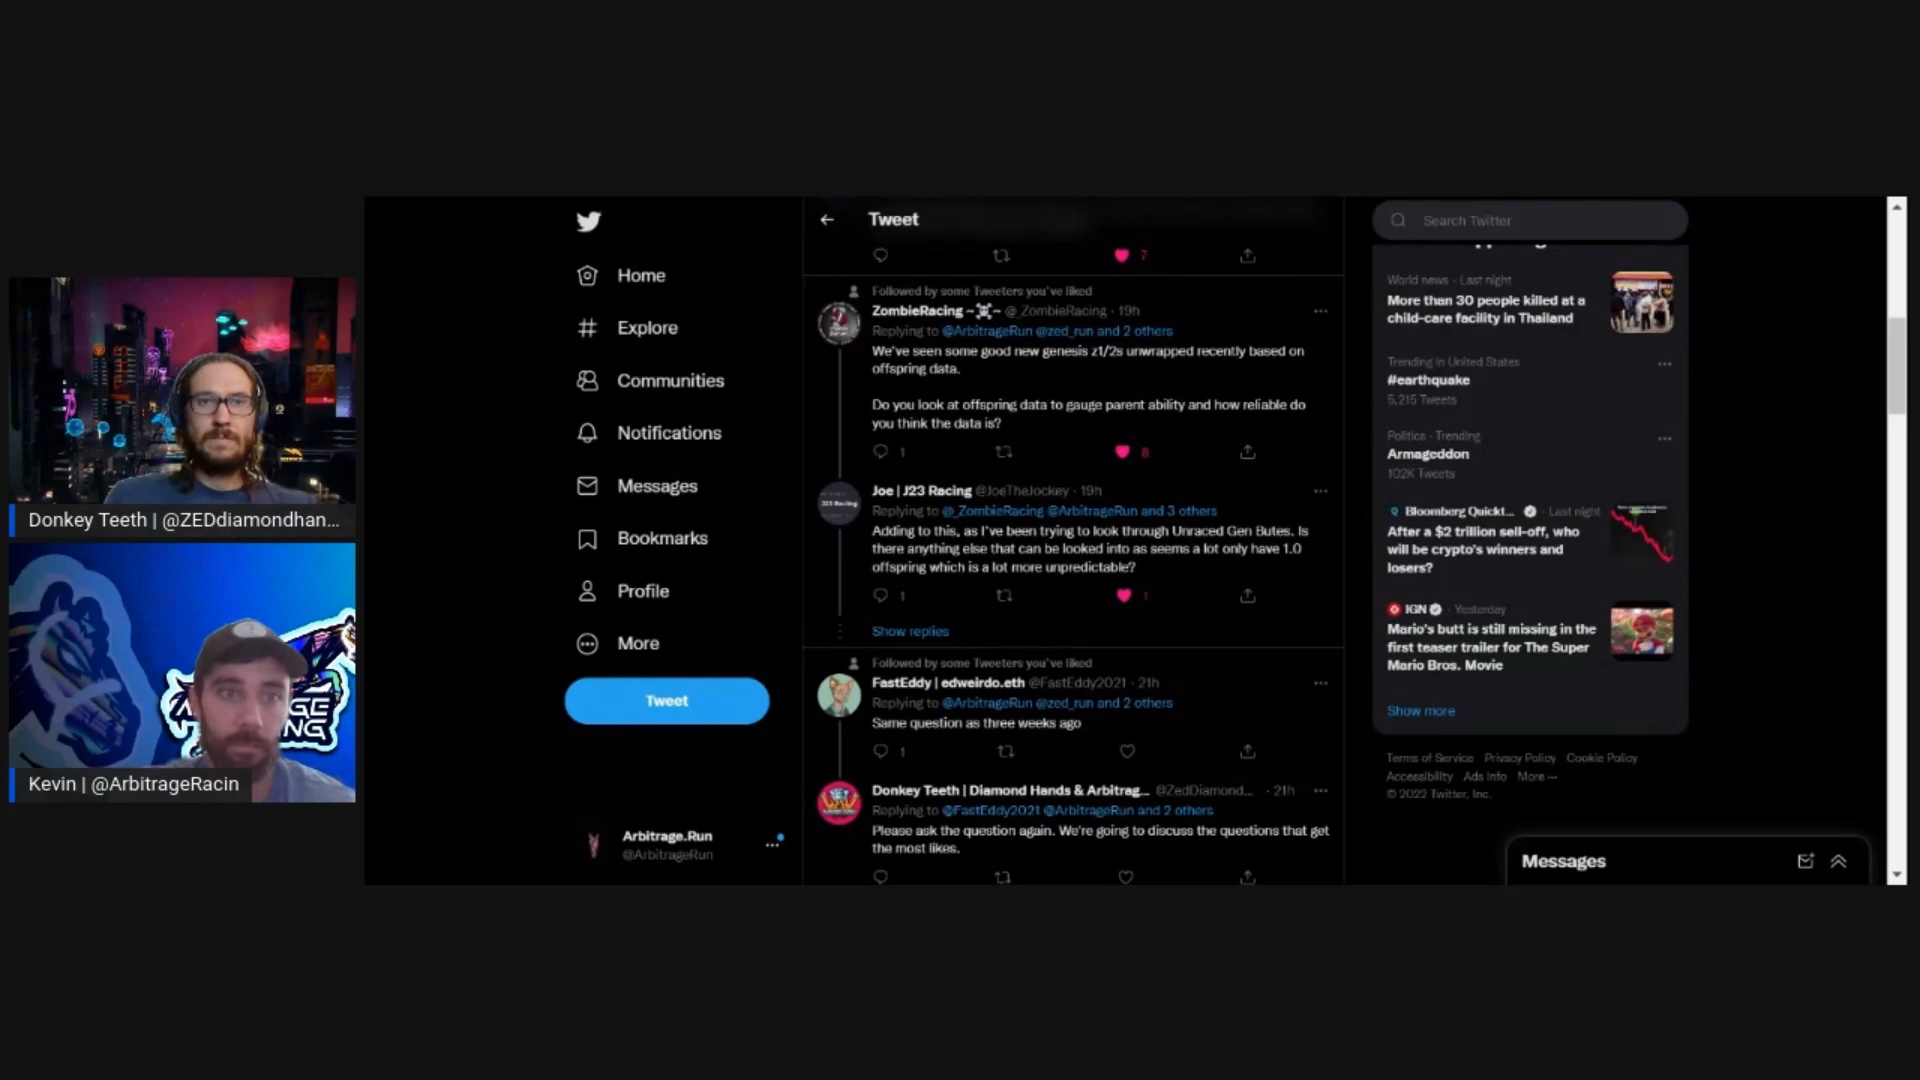 Donkey Teeth | @ZEDdiamondhan...
Kevin | @ArbitrageRacin
Home
Explore
Communities
Notifications
Messages
Bookmarks
Profile
More
Tweet
Arbitrage.Run
@ArbitrageRun
Tweet
7
Followed by some Tweeters you've liked
ZombieRacing ~☠~ @_ZombieRacing · 19h
Replying to @ArbitrageRun @zed_run and 2 others
We've seen some good new genesis z1/2s unwrapped recently based on
offspring data.
Do you look at offspring data to gauge parent ability and how reliable do
you think the data is?
1
8
Joe | J23 Racing @JoeTheJockey · 19h
Replying to @_ZombieRacing @ArbitrageRun and 3 others
Adding to this, as I've been trying to look through Unraced Gen Butes. Is
there anything else that can be looked into as seems a lot only have 1.0
offspring which is a lot more unpredictable?
1
1
Show replies
Followed by some Tweeters you've liked
FastEddy | edweirdo.eth @FastEddy2021 · 21h
Replying to @ArbitrageRun @zed_run and 2 others
Same question as three weeks ago
1
Donkey Teeth | Diamond Hands & Arbitrag... @ZedDiamond... · 21h
Replying to @FastEddy2021 @ArbitrageRun and 2 others
Please ask the question again. We're going to discuss the questions that get
the most likes.
Search Twitter
World news · Last night
More than 30 people killed at a
child-care facility in Thailand
Trending in United States
#earthquake
5,215 Tweets
Politics · Trending
Armageddon
102K Tweets
Bloomberg Quickt... · Last night
After a $2 trillion sell-off, who
will be crypto's winners and
losers?
IGN · Yesterday
Mario's butt is still missing in the
first teaser trailer for The Super
Mario Bros. Movie
Show more
Terms of Service Privacy Policy Cookie Policy
Accessibility Ads info More ···
© 2022 Twitter, Inc.
Messages